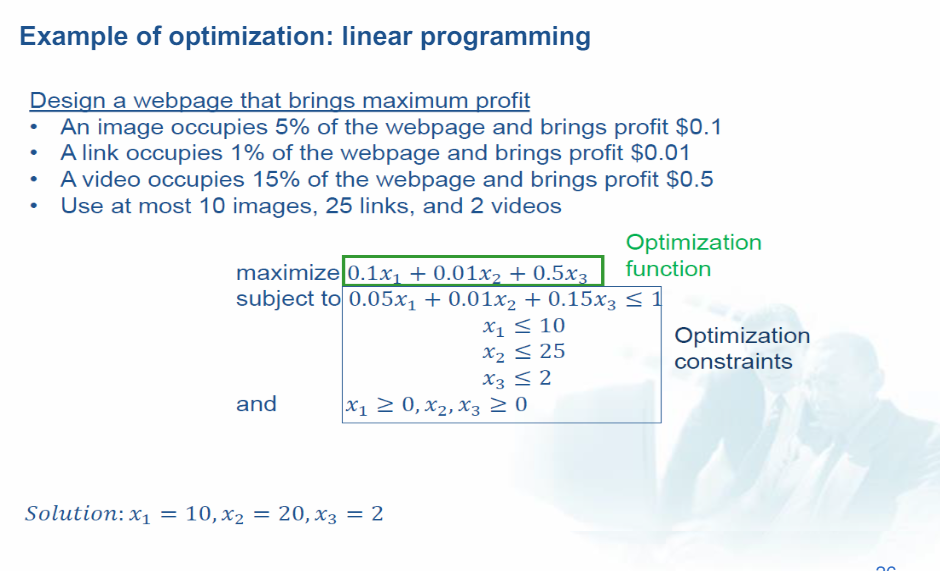 Example of optimization: linear programming
Design a webpage that brings maximum profit
• An image occupies 5% of the webpage and brings profit $0.1
• A link occupies 1% of the webpage and brings profit $0.01
• A video occupies 15% of the webpage and brings profit $0.5
• Use at most 10 images, 25 links, and 2 videos
Optimization
function
maximize 0.1x₁ + 0.01x₂ + 0.5x₃
subject to 0.05x₁ + 0.01x₂ + 0.15x₃ ≤ 1
x₁ ≤ 10
x₂ ≤ 25
x₃ ≤ 2
and x₁ ≥ 0, x₂, x₃ ≥ 0
Optimization
constraints
Solution: x₁ = 10, x₂ = 20, x₃ = 2